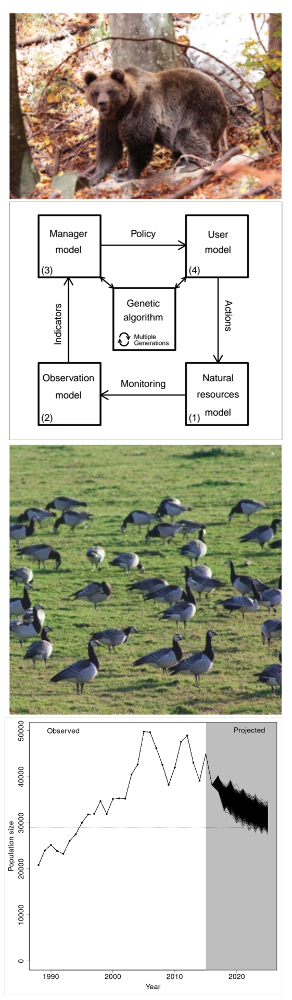 Manager
model
(3)
Policy
User
model
(4)
Genetic
algorithm
Multiple
Generations
Indicators
Actions
Observation
model
(2)
Monitoring
Natural
resources
model
(1)
Observed
Projected
Population size
50000
40000
30000
20000
10000
0
1990
2000
2010
2020
Year